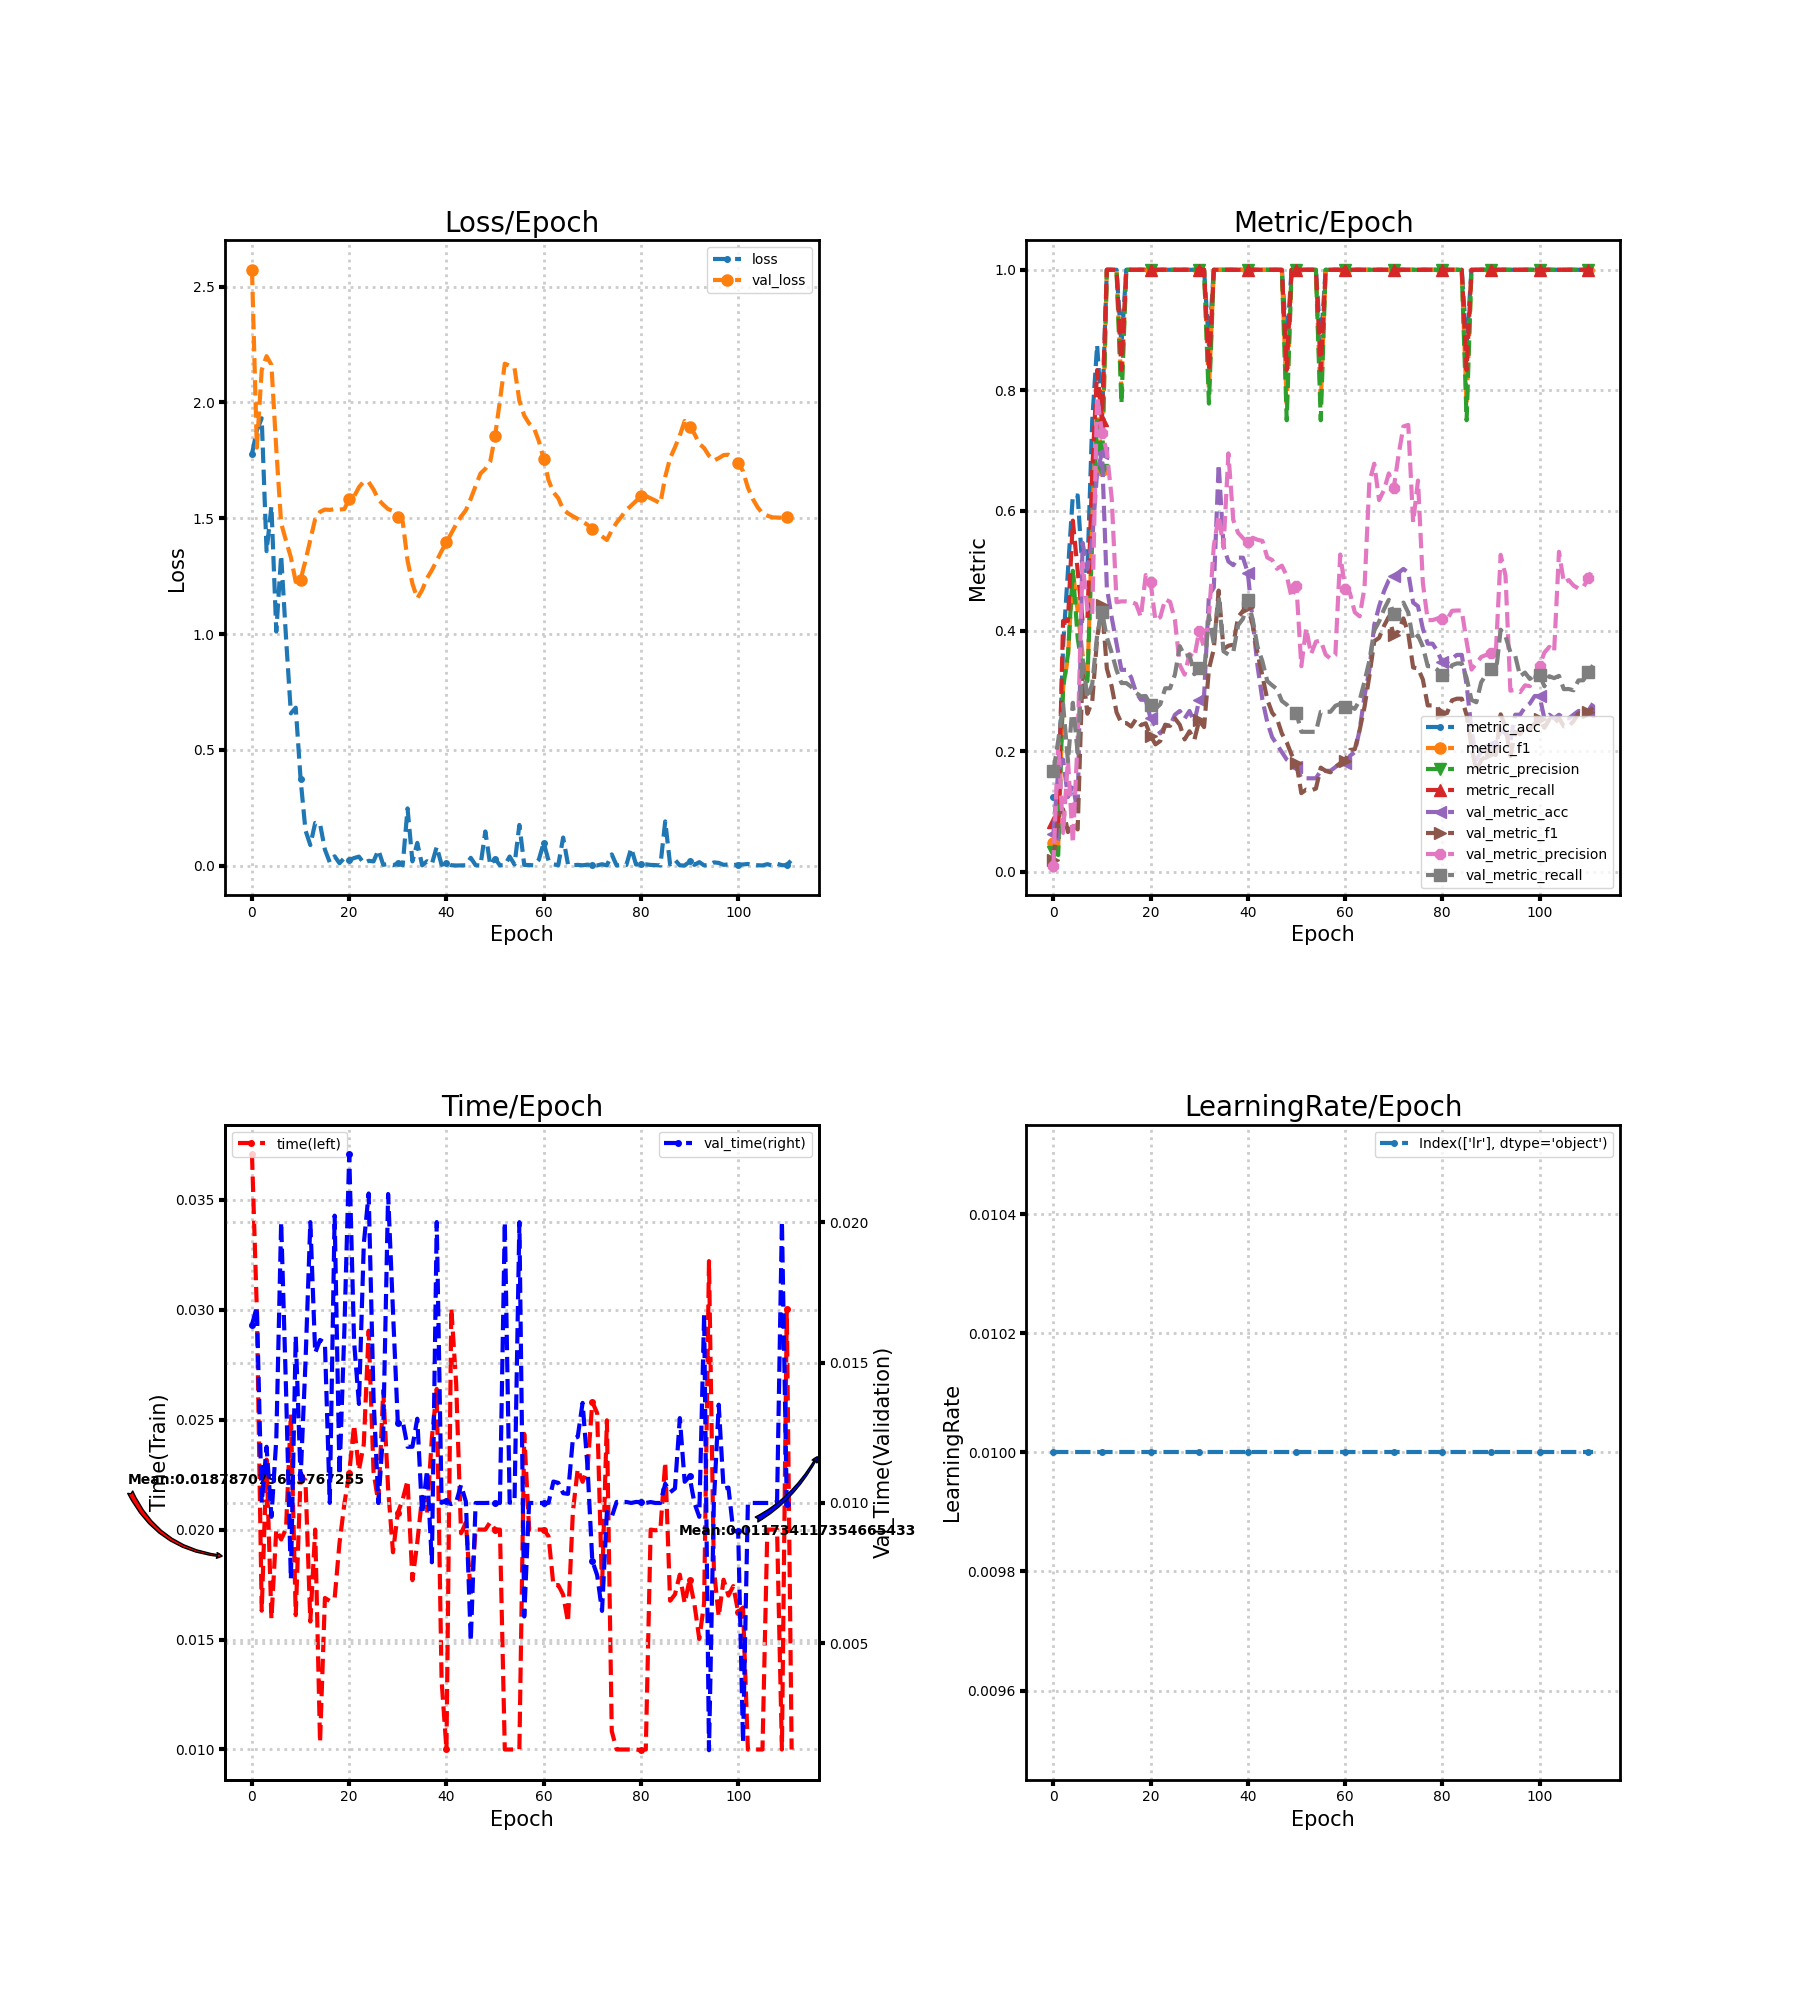 Loss/Epoch
Loss
2.5
2.0
1.5
1.0
0.5
0.0
loss
val_loss
0 20 40 60 80 100
Epoch
Metric/Epoch
Metric
1.0
0.8
0.6
0.4
0.2
0.0
metric_acc
metric_f1
metric_precision
metric_recall
val_metric_acc
val_metric_f1
val_metric_precision
val_metric_recall
0 20 40 60 80 100
Epoch
Time/Epoch
time(left)
val_time(right)
Time(Train)
0.035
0.030
0.025
0.020
0.015
0.010
0.020
0.015
0.010
0.005
Val_Time(Validation)
Mean:0.011734117354665433
0 20 40 60 80 100
Epoch
LearningRate/Epoch
Index(['lr'], dtype='object')
LearningRate
0.0104
0.0102
0.0100
0.0098
0.0096
0 20 40 60 80 100
Epoch